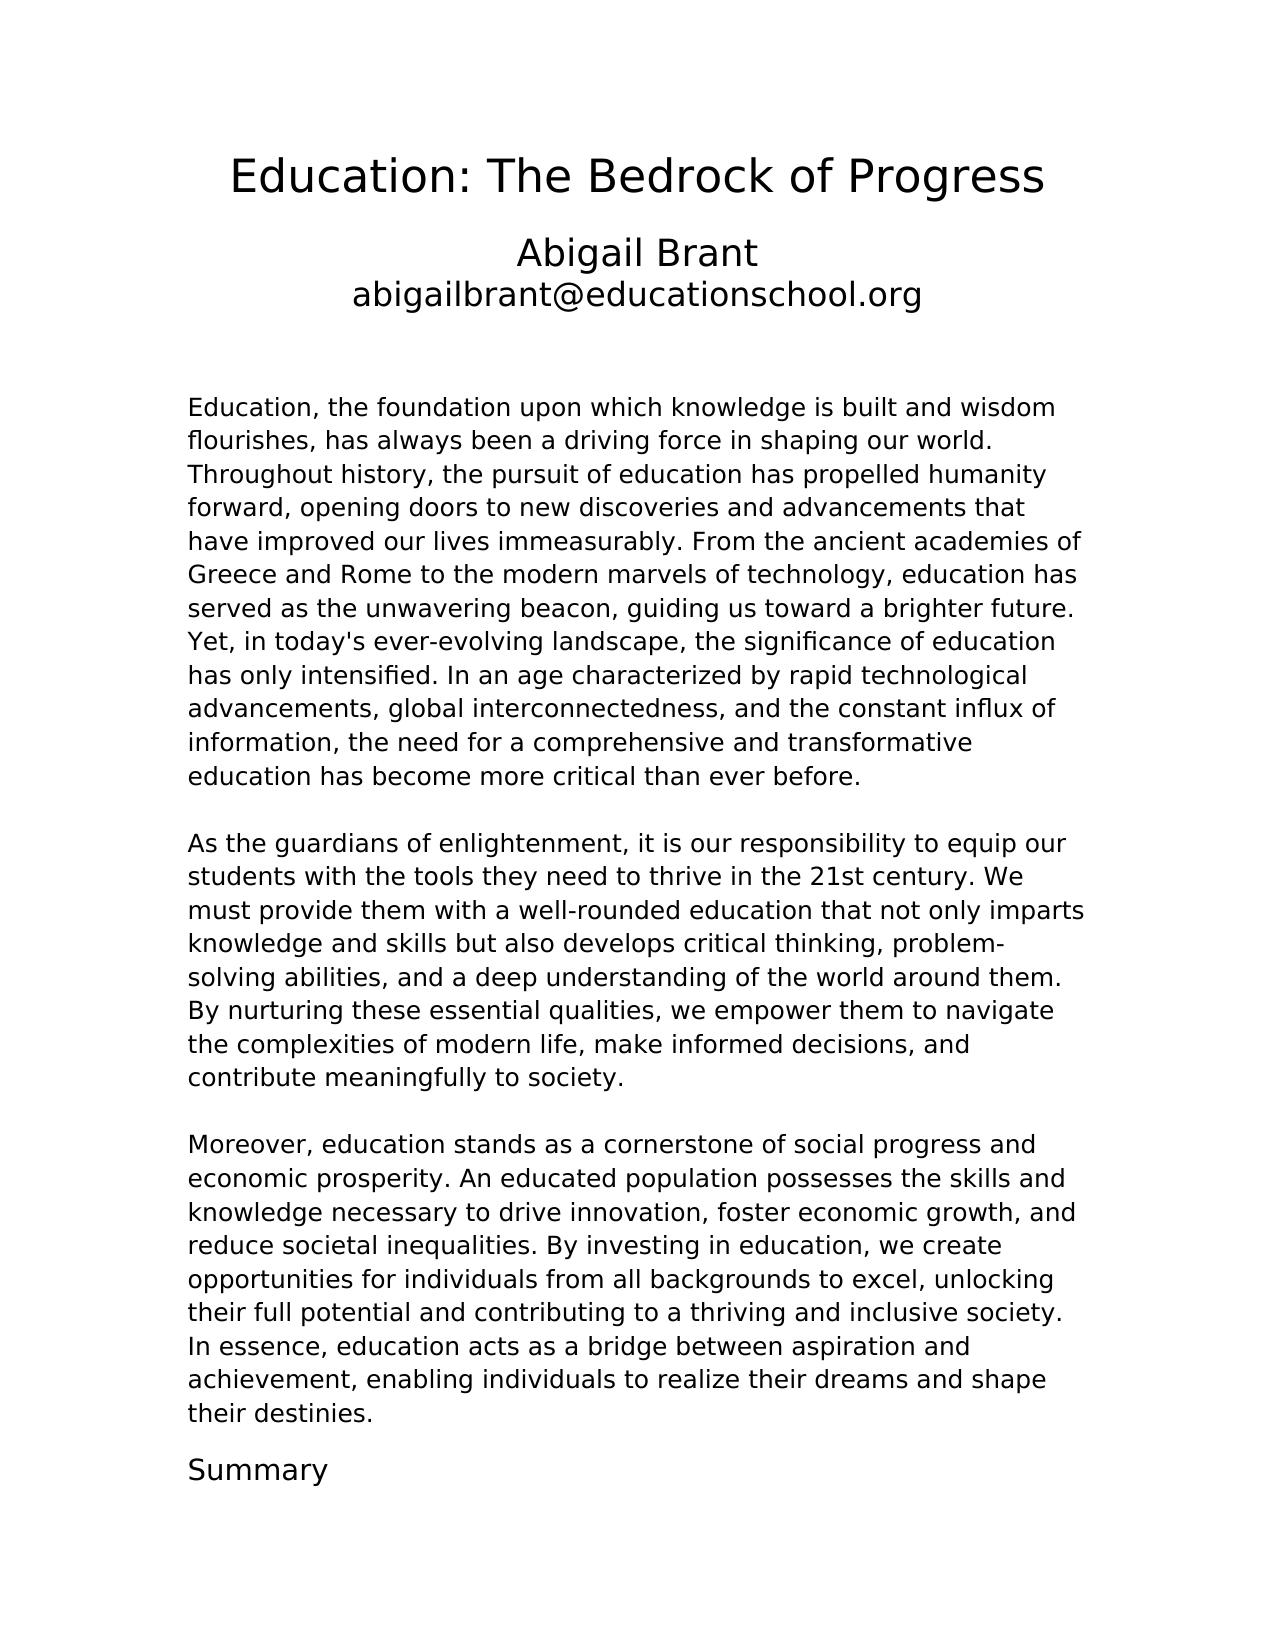 Education: The Bedrock of Progress
Abigail Brant
abigailbrant@educationschool.org
Education, the foundation upon which knowledge is built and wisdom
flourishes, has always been a driving force in shaping our world.
Throughout history, the pursuit of education has propelled humanity
forward, opening doors to new discoveries and advancements that
have improved our lives immeasurably. From the ancient academies of
Greece and Rome to the modern marvels of technology, education has
served as the unwavering beacon, guiding us toward a brighter future.
Yet, in today's ever-evolving landscape, the significance of education
has only intensified. In an age characterized by rapid technological
advancements, global interconnectedness, and the constant influx of
information, the need for a comprehensive and transformative
education has become more critical than ever before.
As the guardians of enlightenment, it is our responsibility to equip our
students with the tools they need to thrive in the 21st century. We
must provide them with a well-rounded education that not only imparts
knowledge and skills but also develops critical thinking, problem-
solving abilities, and a deep understanding of the world around them.
By nurturing these essential qualities, we empower them to navigate
the complexities of modern life, make informed decisions, and
contribute meaningfully to society.
Moreover, education stands as a cornerstone of social progress and
economic prosperity. An educated population possesses the skills and
knowledge necessary to drive innovation, foster economic growth, and
reduce societal inequalities. By investing in education, we create
opportunities for individuals from all backgrounds to excel, unlocking
their full potential and contributing to a thriving and inclusive society.
In essence, education acts as a bridge between aspiration and
achievement, enabling individuals to realize their dreams and shape
their destinies.
Summary